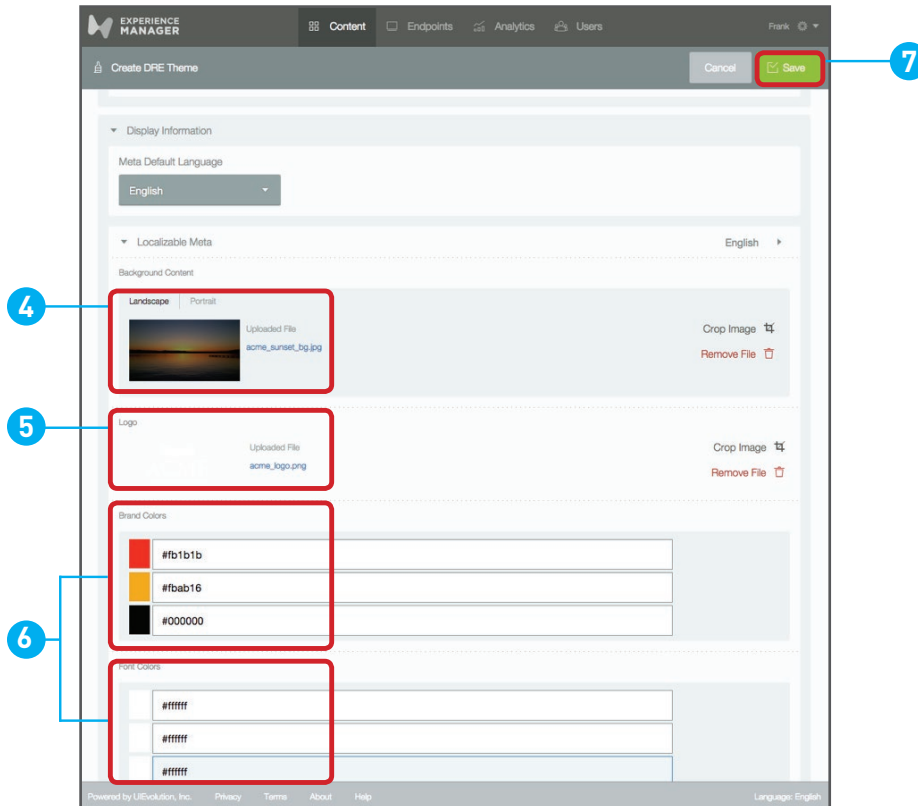 EXPERIENCE
MANAGER
Content
Endpoints
Analytics
Users
Frank
Create DRE Theme
Cancel
Save
7
Display Information
Meta Default Language
English
Localizable Meta
English
Background Content
4
Landscape
Portrait
Uploaded File
acme_sunset_bg.jpg
Crop Image
Remove File
5
Logo
Uploaded File
acme_logo.png
Crop Image
Remove File
Brand Colors
#fb1b1b
#fbab16
#000000
6
Font Colors
#ffffff
#ffffff
#ffffff
Powered by UIEvolution, Inc.
Privacy
Terms
About
Help
Language: English